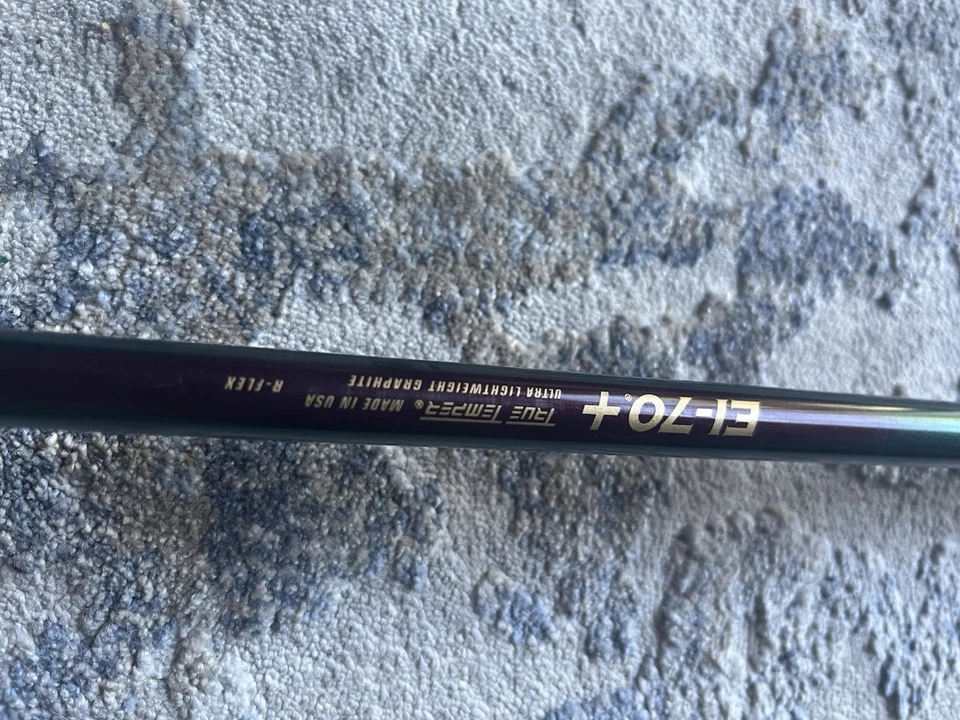 EI-70®+
TRUE TEMPER® MADE IN USA
ULTRA LIGHTWEIGHT GRAPHITE R-FLEX